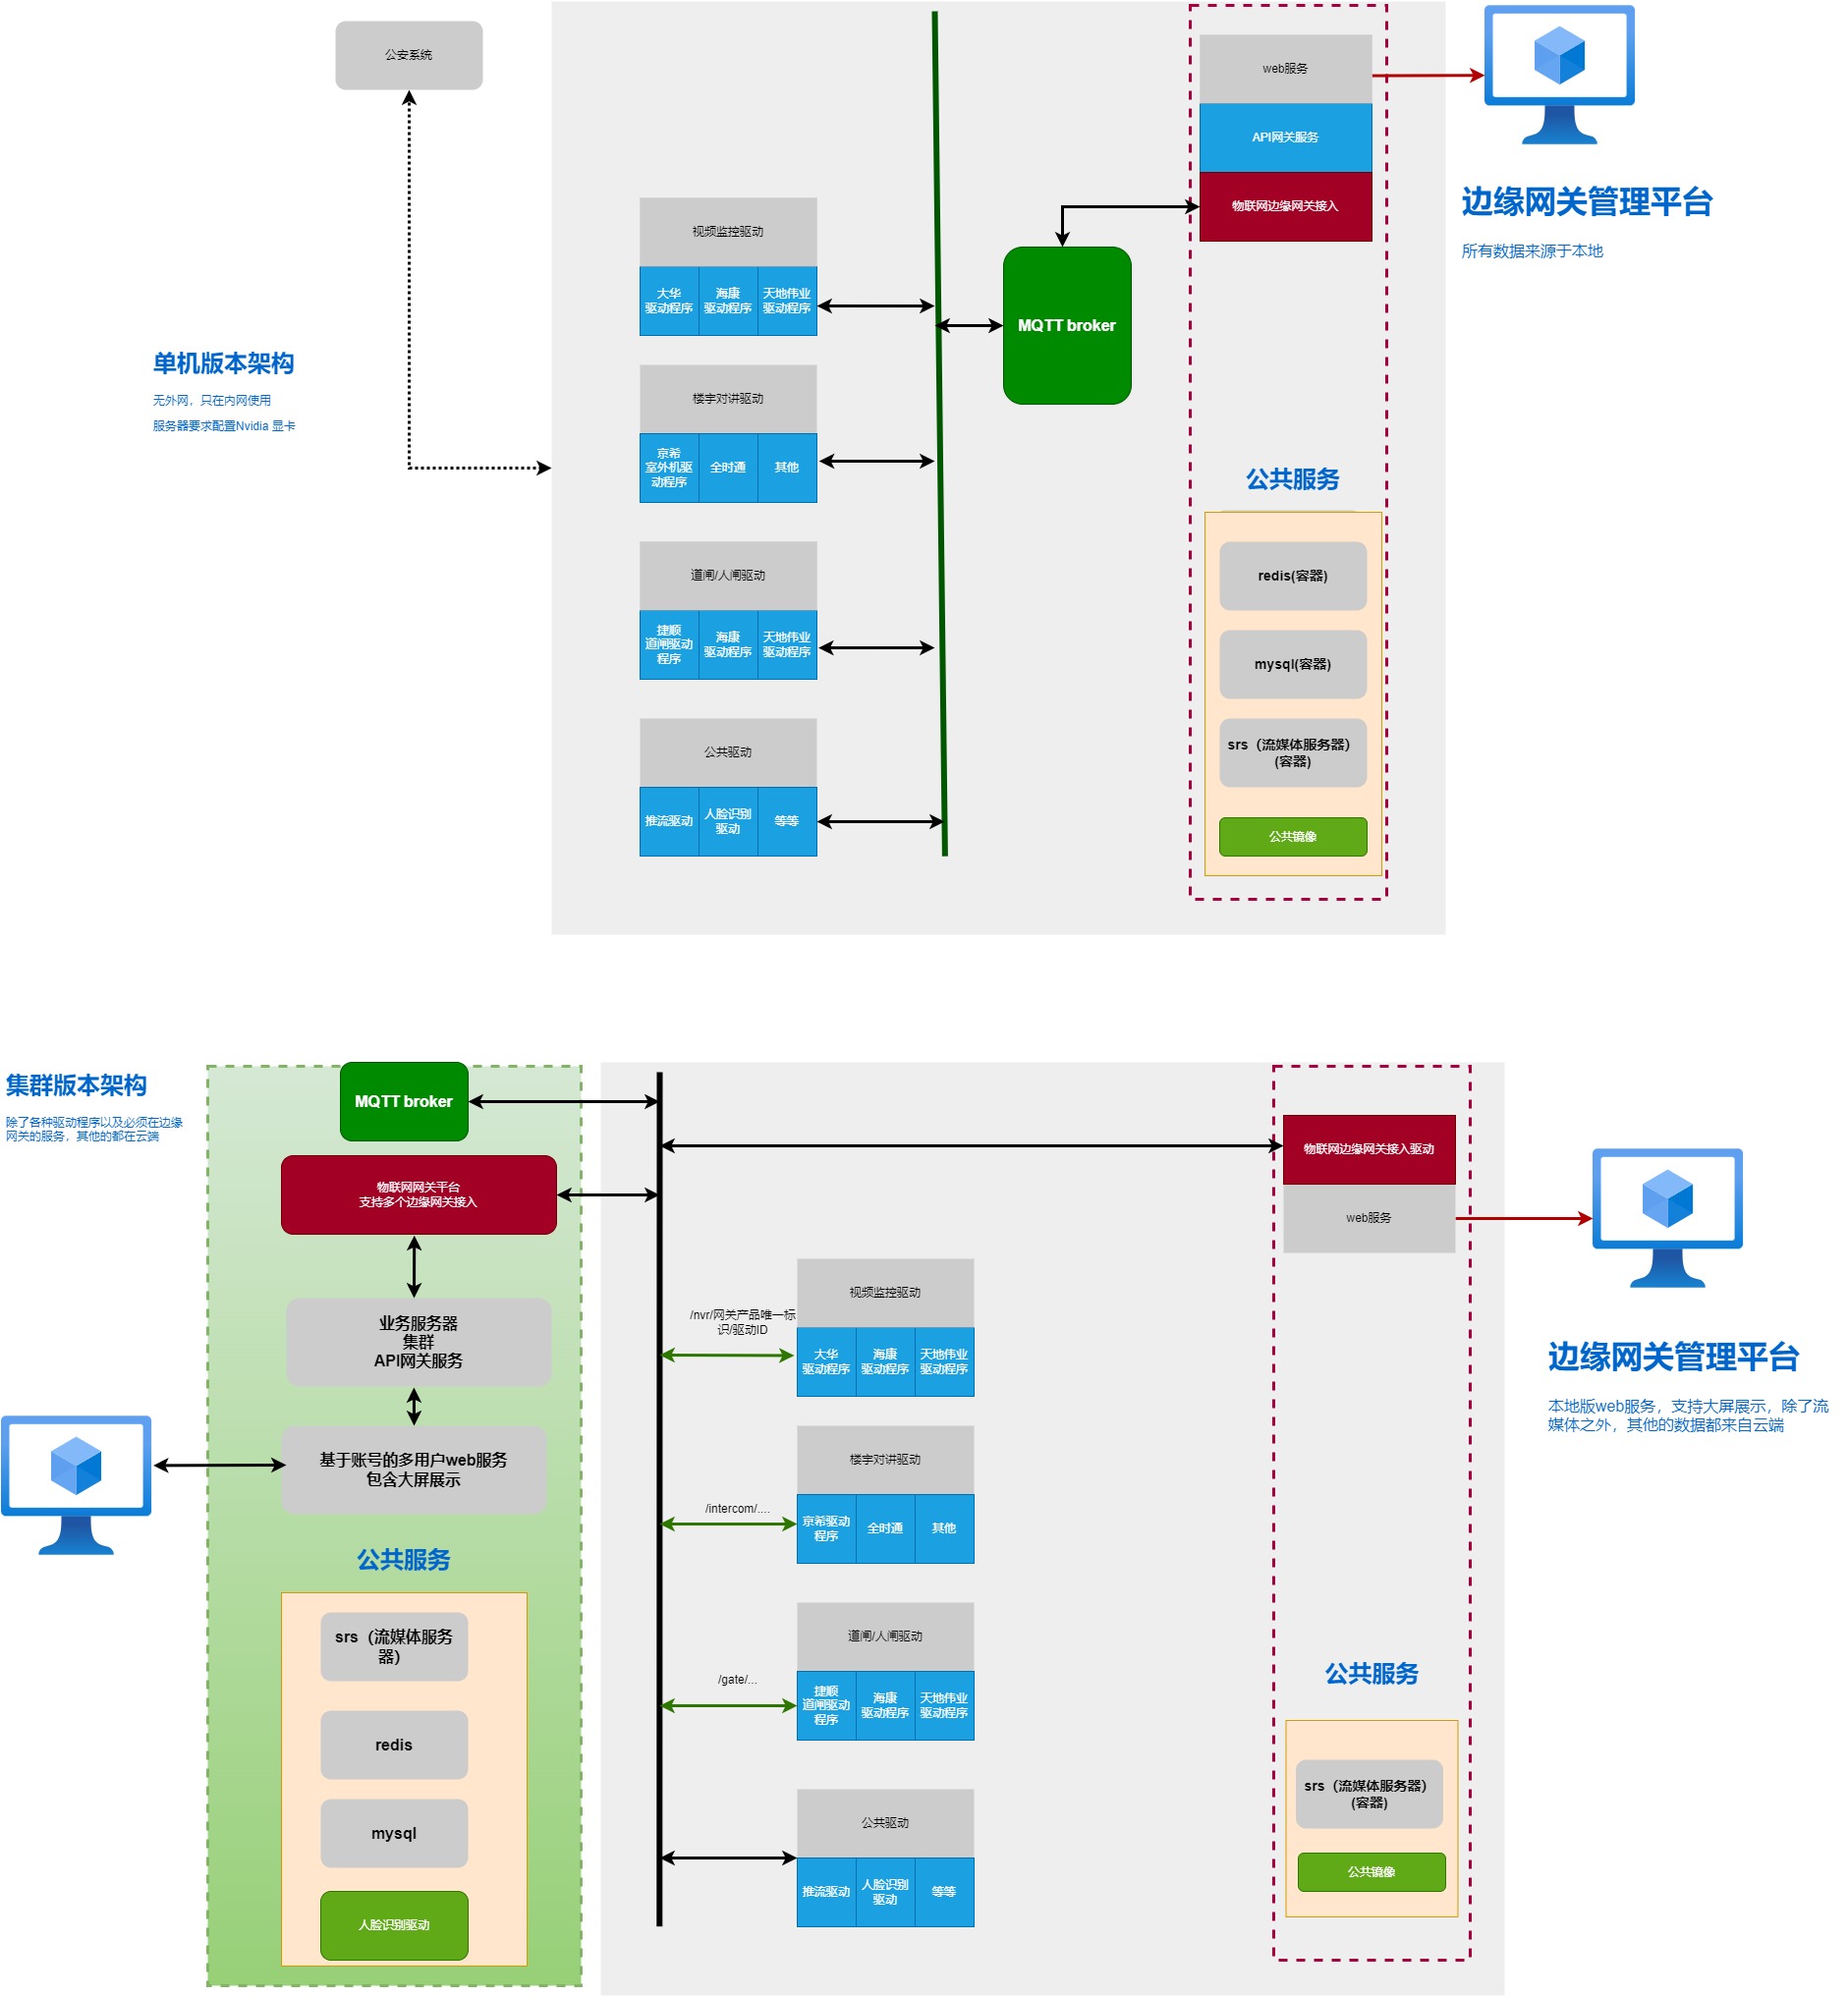 公安系统
web服务
API网关服务
物联网边缘网关接入
边缘网关管理平台
所有数据来源于本地
单机版本架构
无外网，只在内网使用
服务器要求配置Nvidia 显卡
视频监控驱动
大华
驱动程序
海康
驱动程序
天地伟业
驱动程序
MQTT broker
楼宇对讲驱动
京希
室外机驱
动程序
全时通
其他
道闸/人闸驱动
捷顺
道闸驱动
程序
海康
驱动程序
天地伟业
驱动程序
公共驱动
推流驱动
人脸识别
驱动
等等
公共服务
redis(容器)
mysql(容器)
srs（流媒体服务器）
(容器)
公共镜像
集群版本架构
除了各种驱动程序以及必须在边缘
网关的服务，其他的都在云端
MQTT broker
物联网网关平台
支持多个边缘网关接入
业务服务器
集群
API网关服务
基于账号的多用户web服务
包含大屏展示
公共服务
srs（流媒体服务
器）
redis
mysql
人脸识别驱动
物联网边缘网关接入驱动
web服务
边缘网关管理平台
本地版web服务，支持大屏展示，除了流
媒体之外，其他的数据都来自云端
/nvr/网关产品唯一标
识/驱动ID
视频监控驱动
大华
驱动程序
海康
驱动程序
天地伟业
驱动程序
/intercom/....
楼宇对讲驱动
京希驱动
程序
全时通
其他
/gate/...
道闸/人闸驱动
捷顺
道闸驱动
程序
海康
驱动程序
天地伟业
驱动程序
公共驱动
推流驱动
人脸识别
驱动
等等
公共服务
srs（流媒体服务器）
(容器)
公共镜像